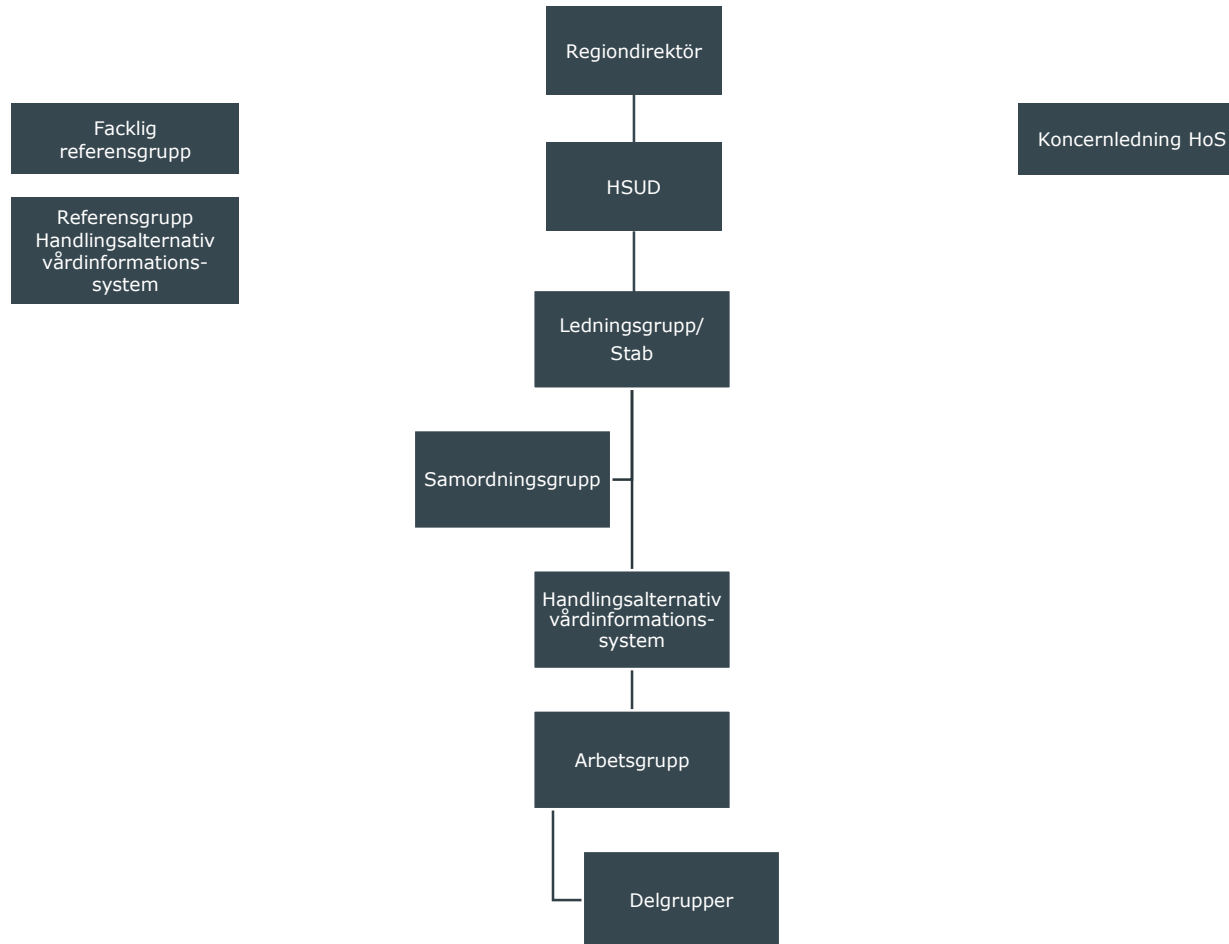 Regiondirektör
Facklig
referensgrupp
Koncernledning HoS
HSUD
Referensgrupp
Handlingsalternativ
vårdinformations-
system
Ledningsgrupp/
Stab
Samordningsgrupp
Handlingsalternativ
vårdinformations-
system
Arbetsgrupp
Delgrupper